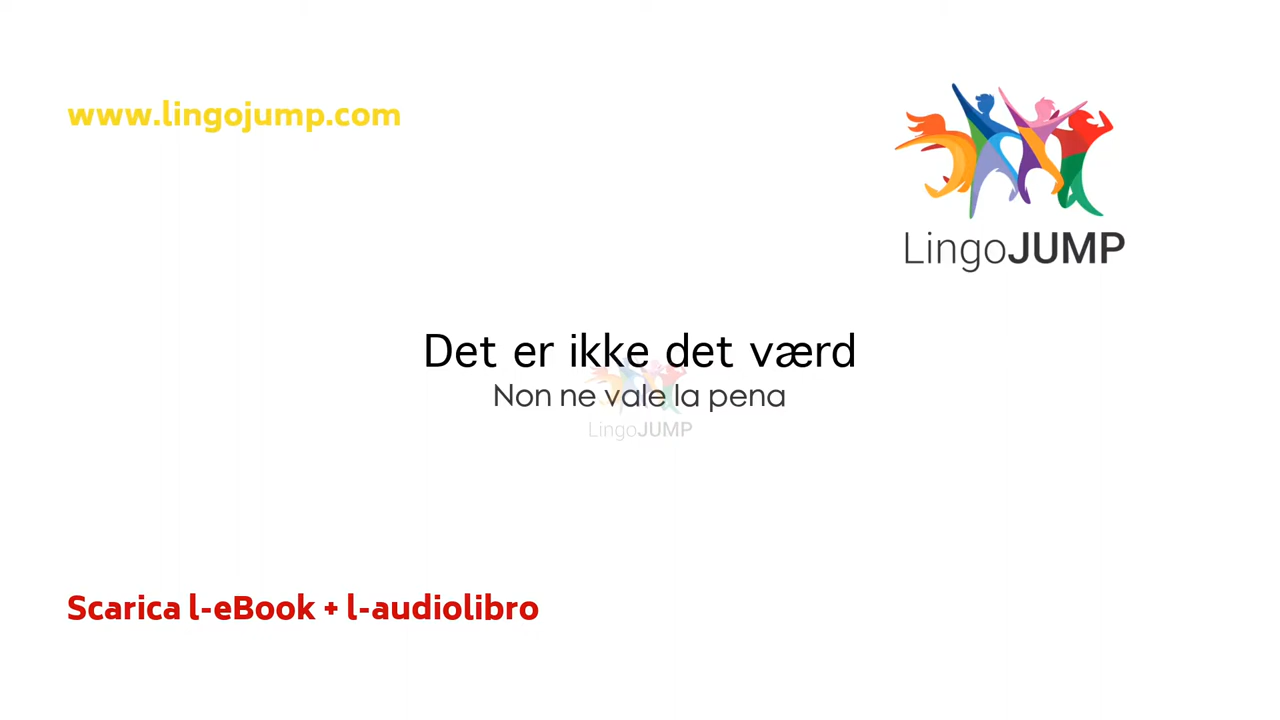 www.lingojump.com
LingoJUMP
Det er ikke det værd
Non ne vale la pena
LingoJUMP
Scarica l-eBook + l-audiolibro